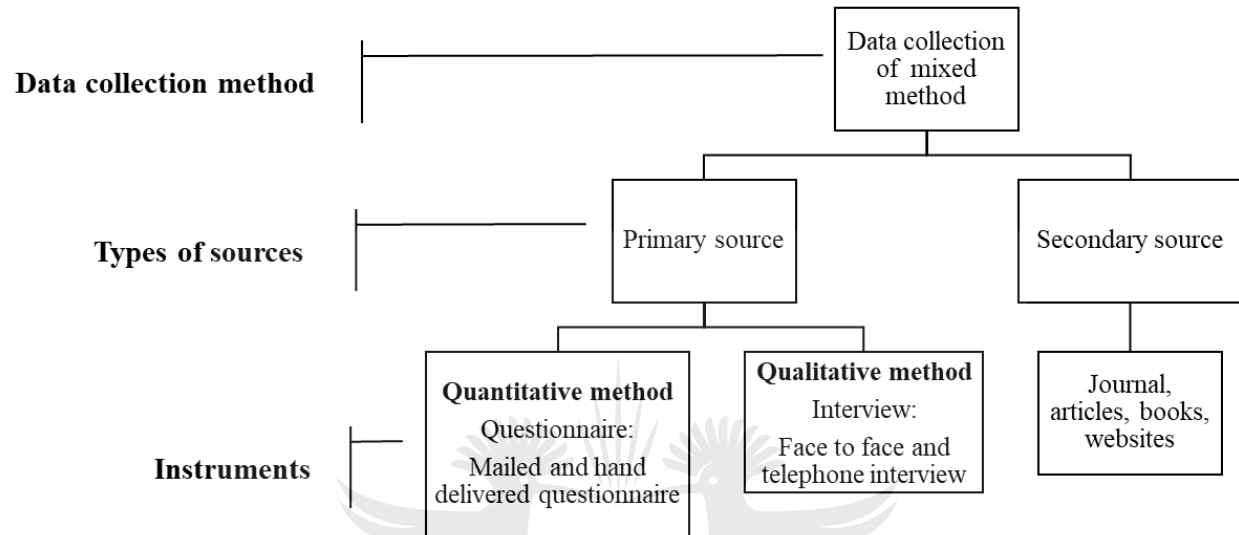 Data collection
of mixed
method
Data collection method
Types of sources
Primary source
Secondary source
Instruments
Quantitative method
Questionnaire:
Mailed and hand
delivered questionnaire
Qualitative method
Interview:
Face to face and
telephone interview
Journal,
articles, books,
websites